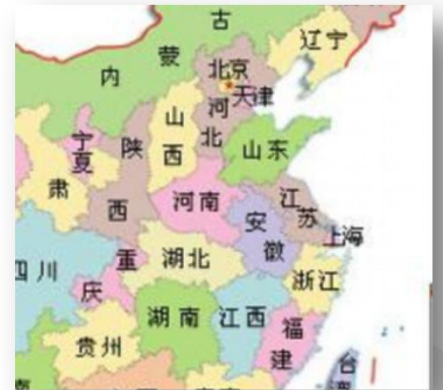 古
辽宁
内蒙
北京
天津
河北
山西
宁夏
陕西
山东
肃
河南
江苏
安徽
上海
四川
重庆
湖北
浙江
湖南
江西
福建
贵州
台湾